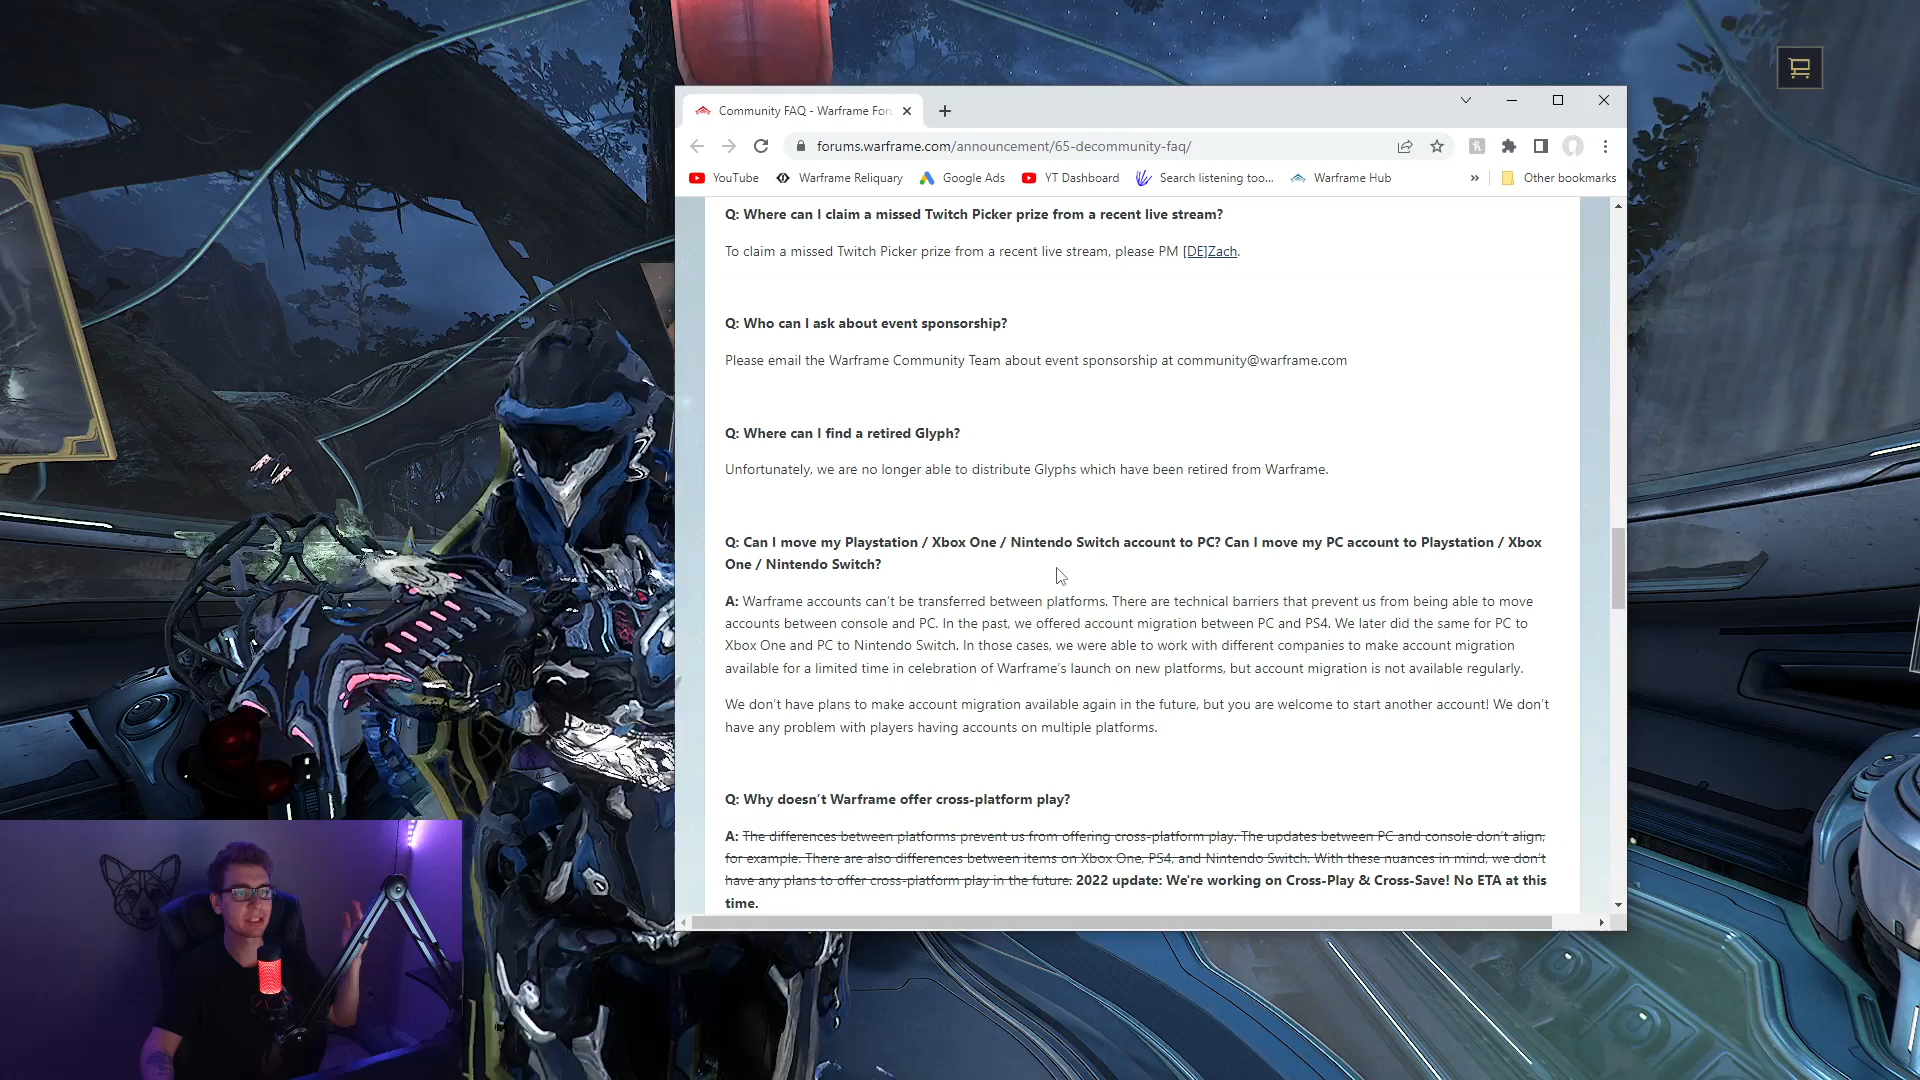 Community FAQ - Warframe For
forums.warframe.com/announcement/65-decommunity-faq/
YouTube Warframe Reliquary Google Ads YT Dashboard Search listening too... Warframe Hub » Other bookmarks
Q: Where can I claim a missed Twitch Picker prize from a recent live stream?
To claim a missed Twitch Picker prize from a recent live stream, please PM [DE]Zach.
Q: Who can I ask about event sponsorship?
Please email the Warframe Community Team about event sponsorship at community@warframe.com
Q: Where can I find a retired Glyph?
Unfortunately, we are no longer able to distribute Glyphs which have been retired from Warframe.
Q: Can I move my Playstation / Xbox One / Nintendo Switch account to PC? Can I move my PC account to Playstation / Xbox
One / Nintendo Switch?
A: Warframe accounts can’t be transferred between platforms. There are technical barriers that prevent us from being able to move
accounts between console and PC. In the past, we offered account migration between PC and PS4. We later did the same for PC to
Xbox One and PC to Nintendo Switch. In those cases, we were able to work with different companies to make account migration
available for a limited time in celebration of Warframe’s launch on new platforms, but account migration is not available regularly.
We don’t have plans to make account migration available again in the future, but you are welcome to start another account! We don’t
have any problem with players having accounts on multiple platforms.
Q: Why doesn’t Warframe offer cross-platform play?
A: The differences between platforms prevent us from offering cross-platform play. The updates between PC and console don’t align,
for example. There are also differences between items on Xbox One, PS4, and Nintendo Switch. With these nuances in mind, we don’t
have any plans to offer cross-platform play in the future. 2022 update: We're working on Cross-Play & Cross-Save! No ETA at this
time.